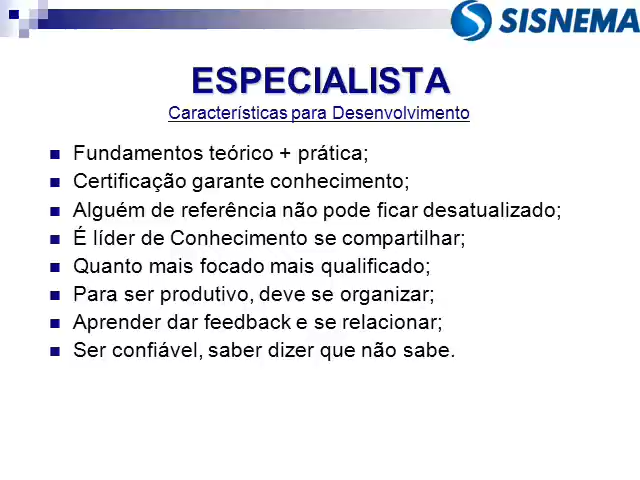 SISNEMA
ESPECIALISTA
Características para Desenvolvimento
Fundamentos teórico + prática;
Certificação garante conhecimento;
Alguém de referência não pode ficar desatualizado;
É líder de Conhecimento se compartilhar;
Quanto mais focado mais qualificado;
Para ser produtivo, deve se organizar;
Aprender dar feedback e se relacionar;
Ser confiável, saber dizer que não sabe.